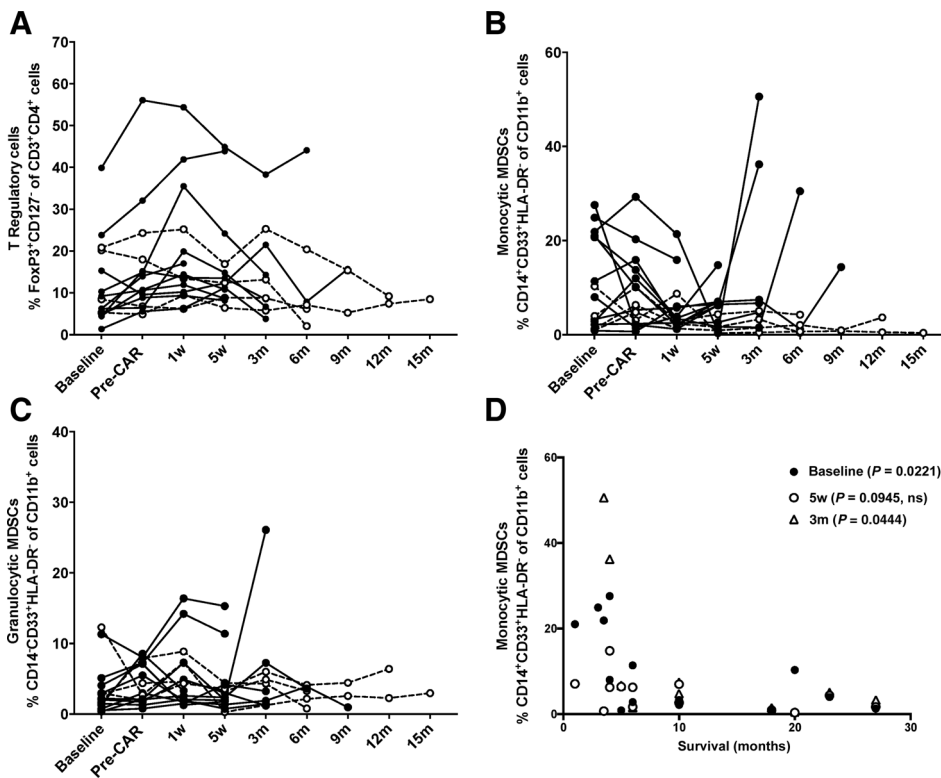 A
T Regulatory cells
% FoxP3⁺CD127⁻ of CD3⁺CD4⁺ cells
70
60
50
40
30
20
10
0
Baseline
Pre-CAR
1w
5w
3m
6m
9m
12m
15m
B
Monocytic MDSCs
% CD14⁺CD33⁺HLA-DR⁻ of CD11b⁺ cells
60
40
20
0
Baseline
Pre-CAR
1w
5w
3m
6m
9m
12m
15m
C
Granulocytic MDSCs
% CD14⁻CD33⁺HLA-DR⁻ of CD11b⁺ cells
40
30
20
10
0
Baseline
Pre-CAR
1w
5w
3m
6m
9m
12m
15m
D
Monocytic MDSCs
% CD14⁺CD33⁺HLA-DR⁻ of CD11b⁺ cells
60
40
20
0
0
10
20
30
Survival (months)
Baseline (P = 0.0221)
5w (P = 0.0945, ns)
3m (P = 0.0444)